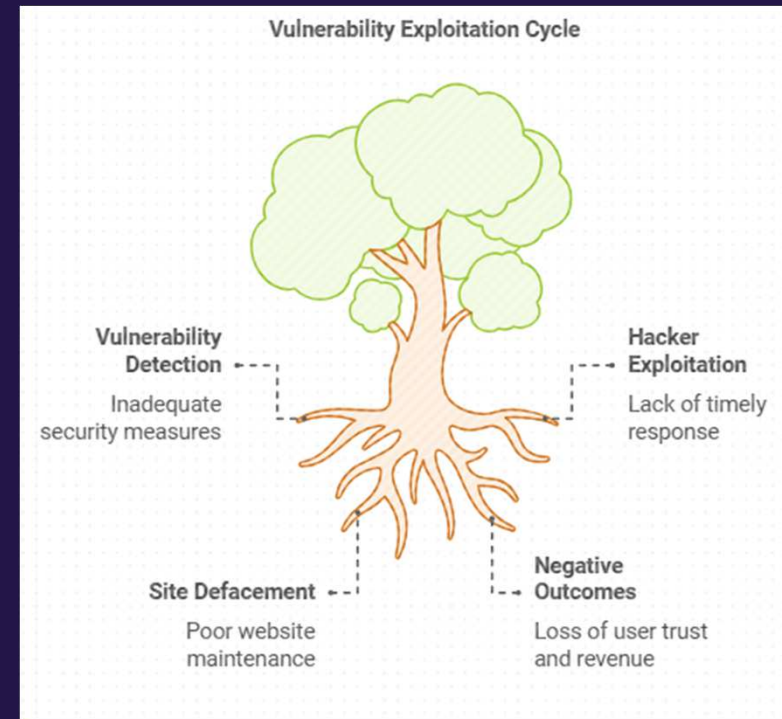 Vulnerability Exploitation Cycle
Vulnerability
Detection
Inadequate
security measures
Hacker
Exploitation
Lack of timely
response
Site Defacement
Poor website
maintenance
Negative
Outcomes
Loss of user trust
and revenue